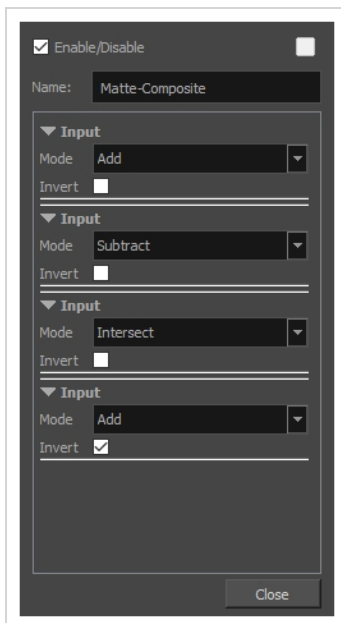 Enable/Disable
Name: Matte-Composite
Input
Mode Add
Invert
Input
Mode Subtract
Invert
Input
Mode Intersect
Invert
Input
Mode Add
Invert
Close